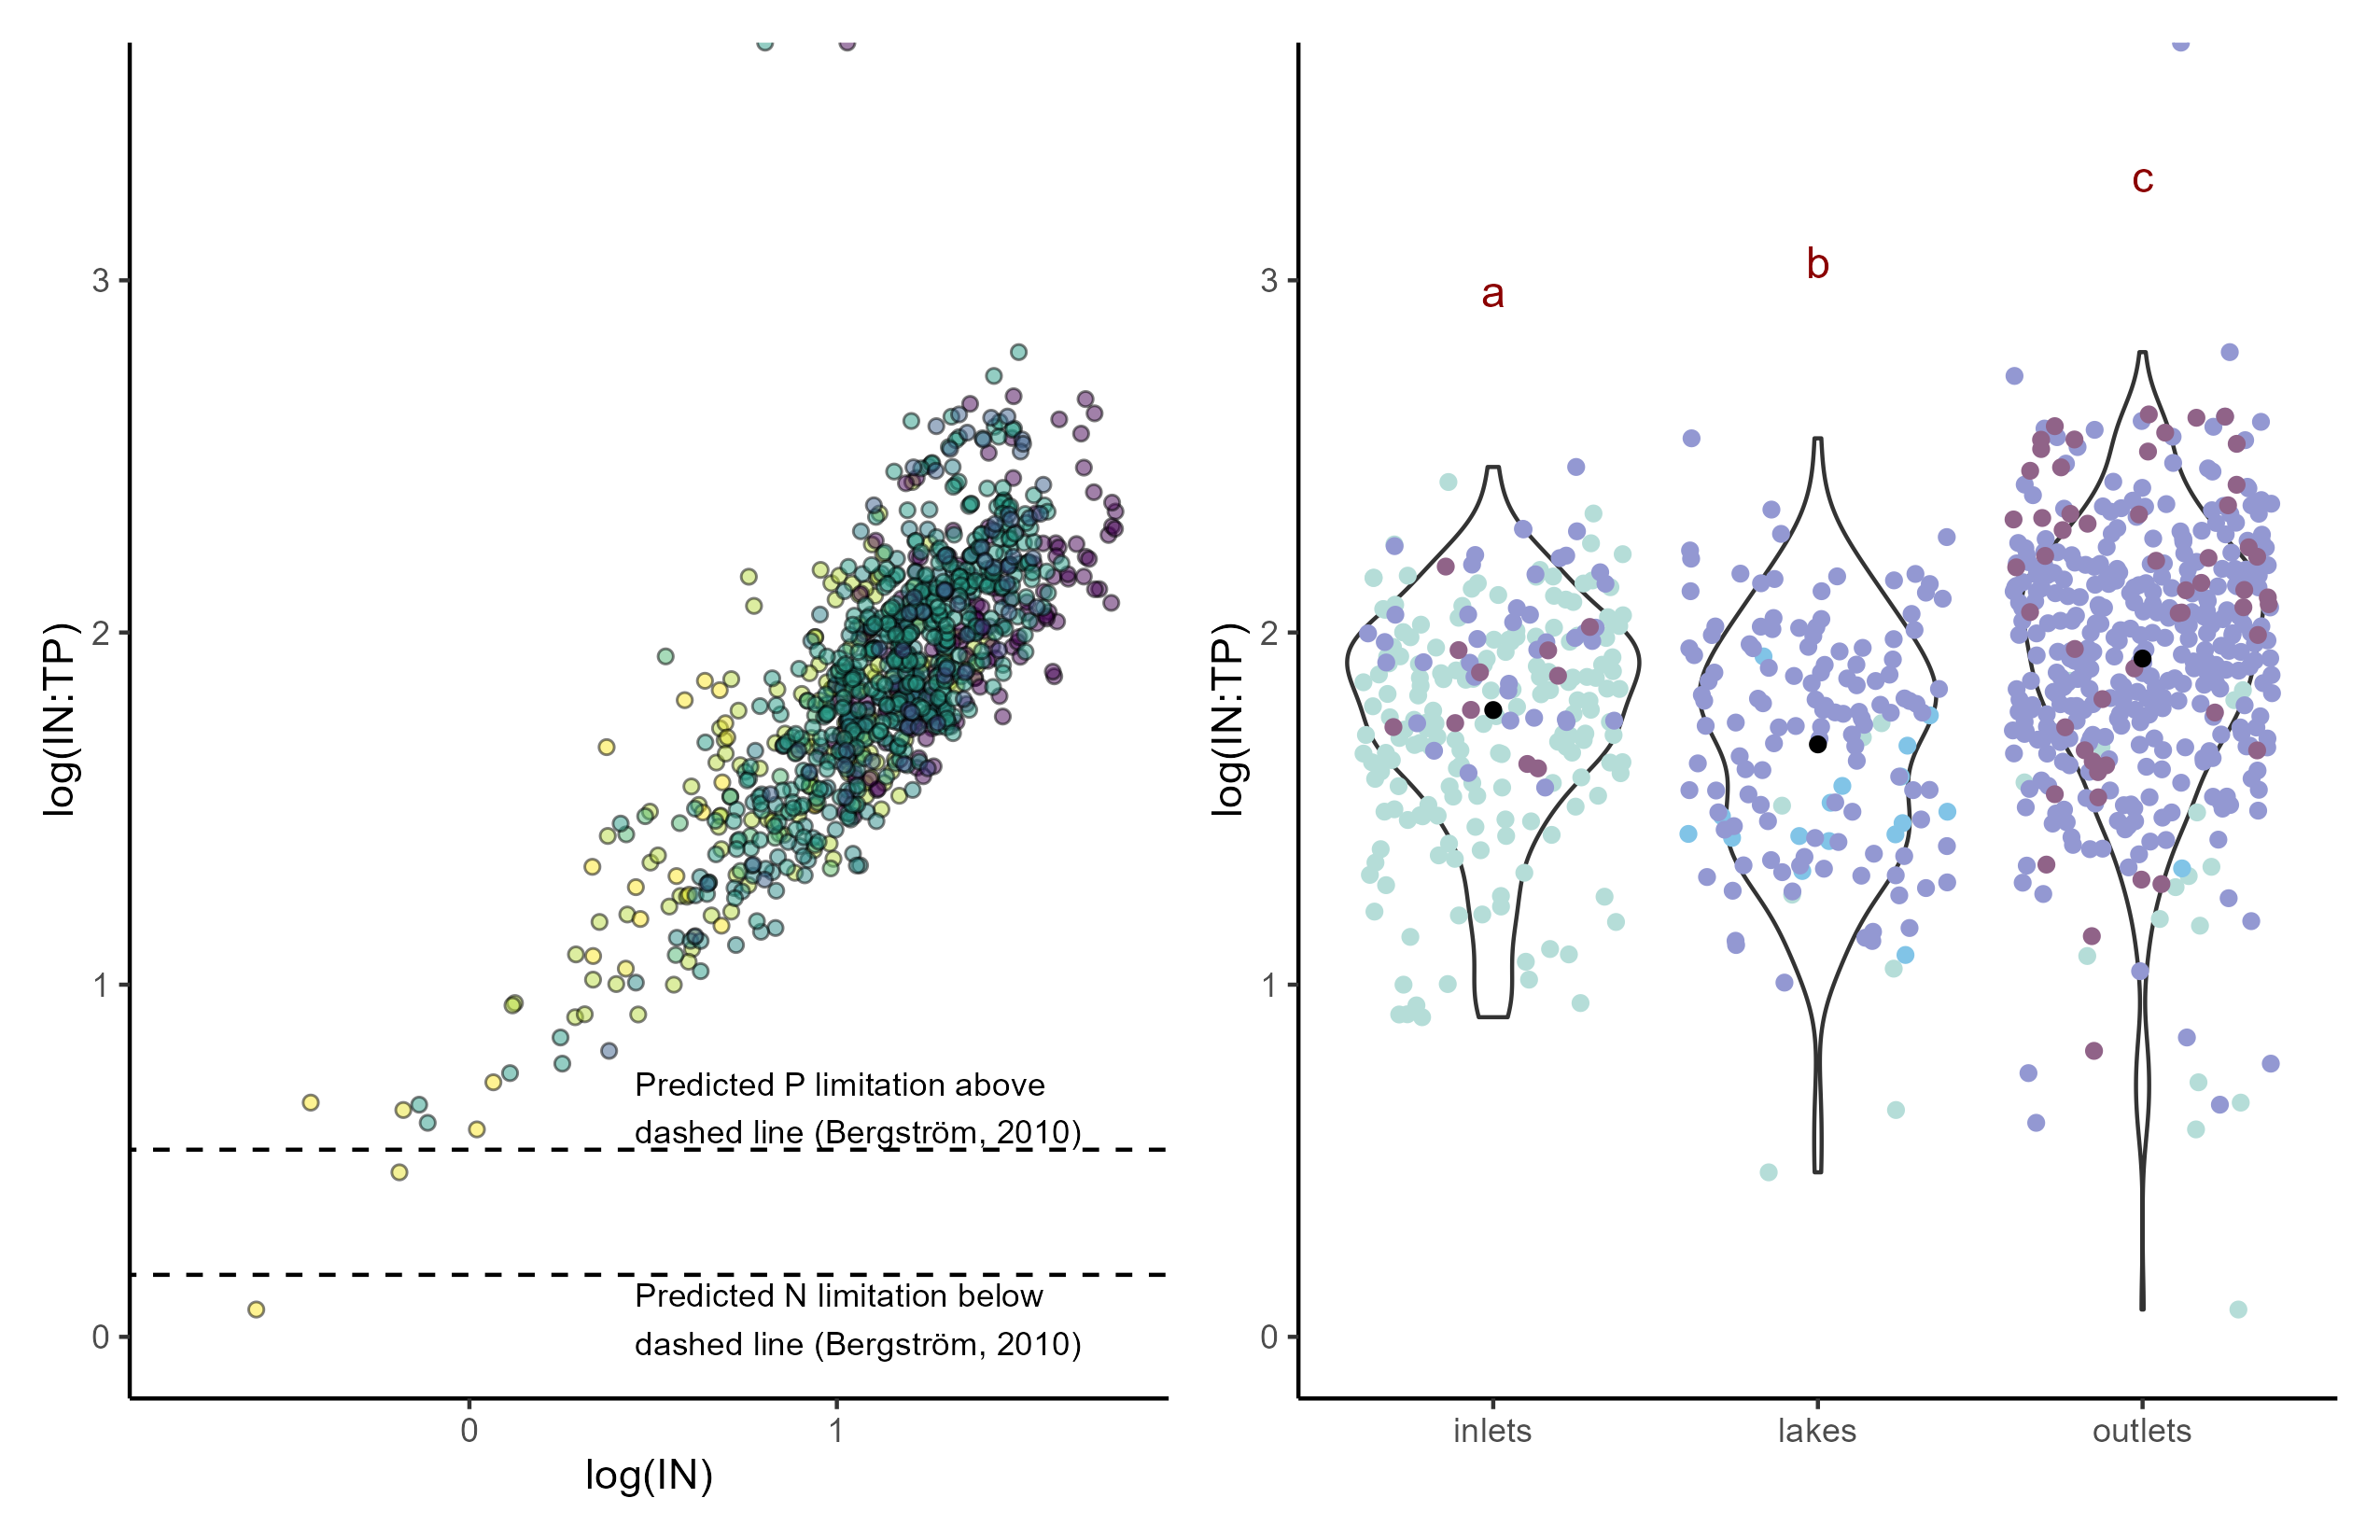 log(IN:TP)
3
2
1
0
Predicted P limitation above
dashed line (Bergström, 2010)
Predicted N limitation below
dashed line (Bergström, 2010)
0
1
log(IN)
log(IN:TP)
3
2
1
0
a
b
c
inlets
lakes
outlets